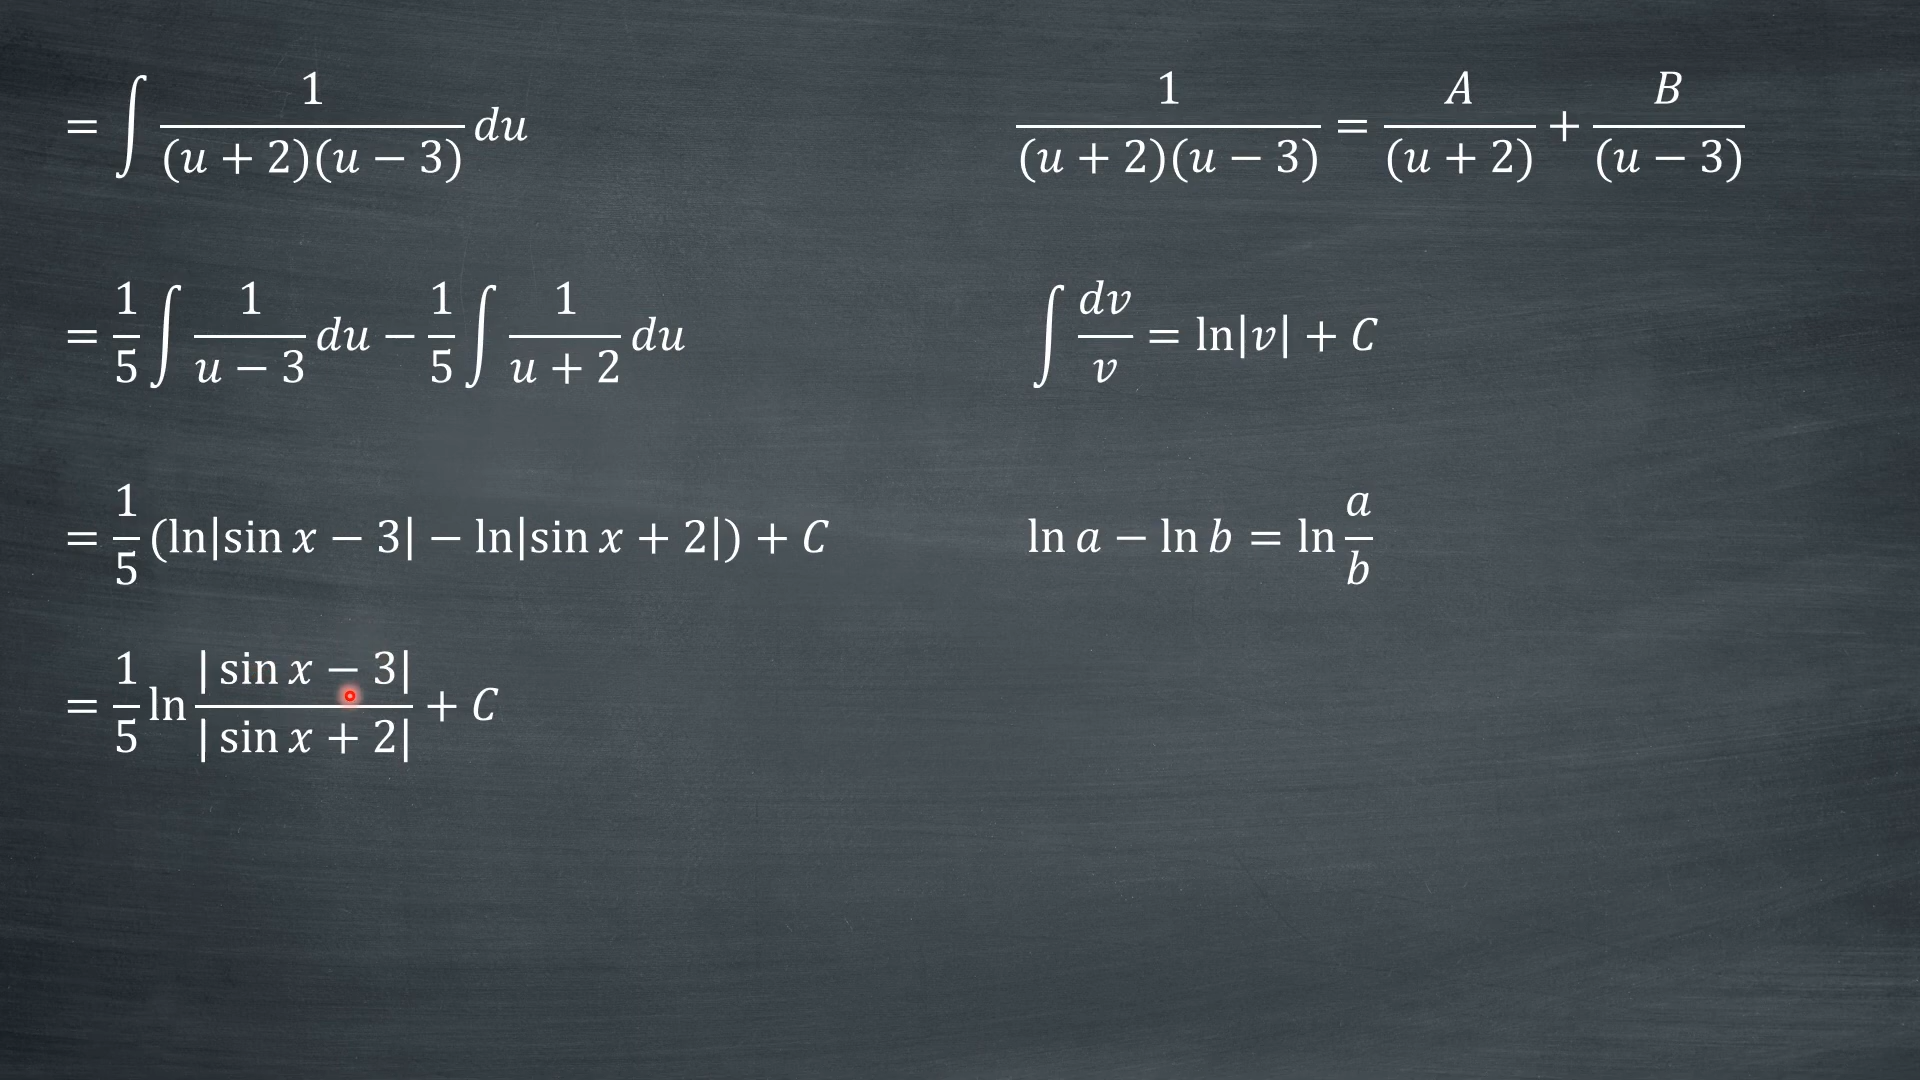 = ∫ 1/((u + 2)(u − 3)) du
1/((u + 2)(u − 3)) = A/(u + 2) + B/(u − 3)
= 1/5 ∫ 1/(u − 3) du − 1/5 ∫ 1/(u + 2) du
∫ dv/v = ln|v| + C
= 1/5 (ln|sin x − 3| − ln|sin x + 2|) + C
ln a − ln b = ln a/b
= 1/5 ln |sin x − 3|/|sin x + 2| + C